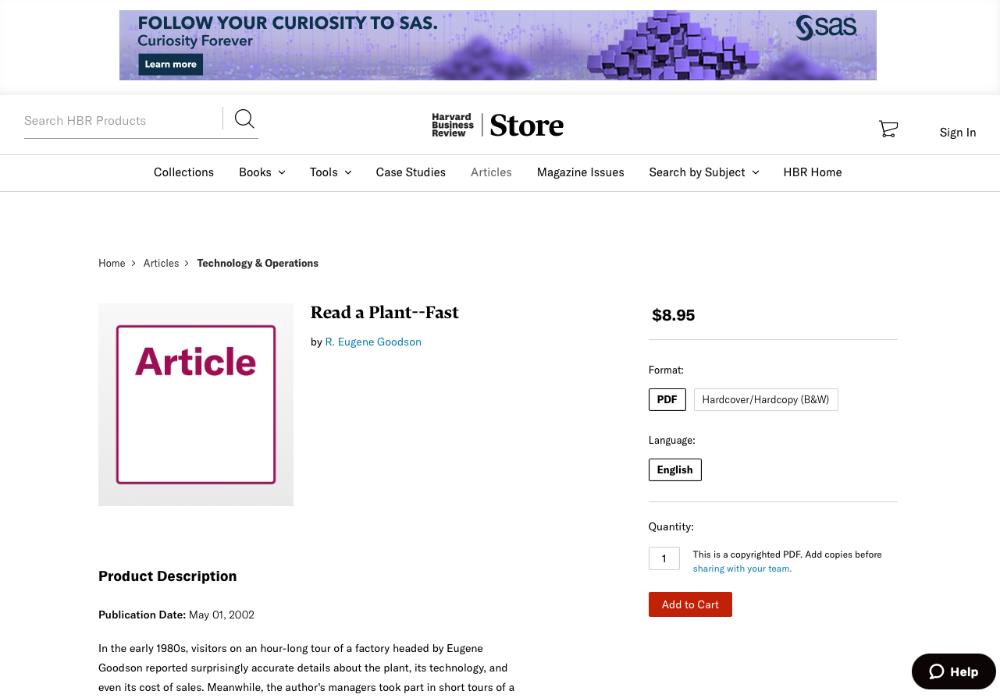 FOLLOW YOUR CURIOSITY TO SAS.
Curiosity Forever
Learn more
sas
Search HBR Products
Harvard
Business
Review
Store
Sign In
Collections Books Tools Case Studies Articles Magazine Issues Search by Subject HBR Home
Home > Articles > Technology & Operations
Article
Read a Plant--Fast
by R. Eugene Goodson
$8.95
Format:
PDF Hardcover/Hardcopy (B&W)
Language:
English
Quantity:
1
This is a copyrighted PDF. Add copies before
sharing with your team.
Add to Cart
Product Description
Publication Date: May 01, 2002
In the early 1980s, visitors on an hour-long tour of a factory headed by Eugene
Goodson reported surprisingly accurate details about the plant, its technology, and
even its cost of sales. Meanwhile, the author's managers took part in short tours of a
Help